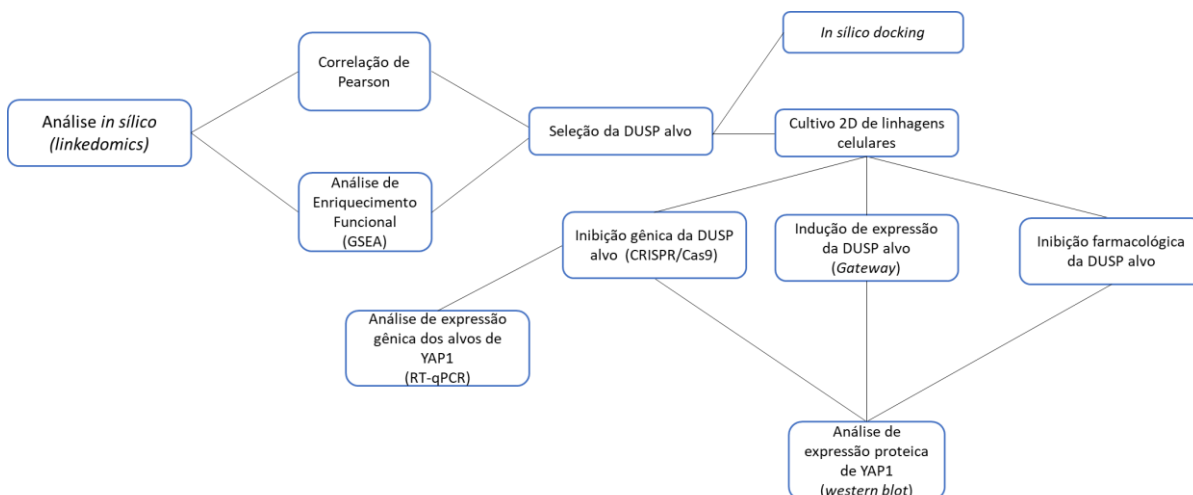 Análise in sílico
(linkedomics)
Correlação de
Pearson
Análise de
Enriquecimento
Funcional
(GSEA)
Seleção da DUSP alvo
In sílico docking
Cultivo 2D de linhagens
celulares
Inibição gênica da DUSP
alvo (CRISPR/Cas9)
Indução de expressão
da DUSP alvo
(Gateway)
Inibição farmacológica
da DUSP alvo
Análise de expressão
gênica dos alvos de
YAP1
(RT-qPCR)
Análise de
expressão proteica
de YAP1
(western blot)